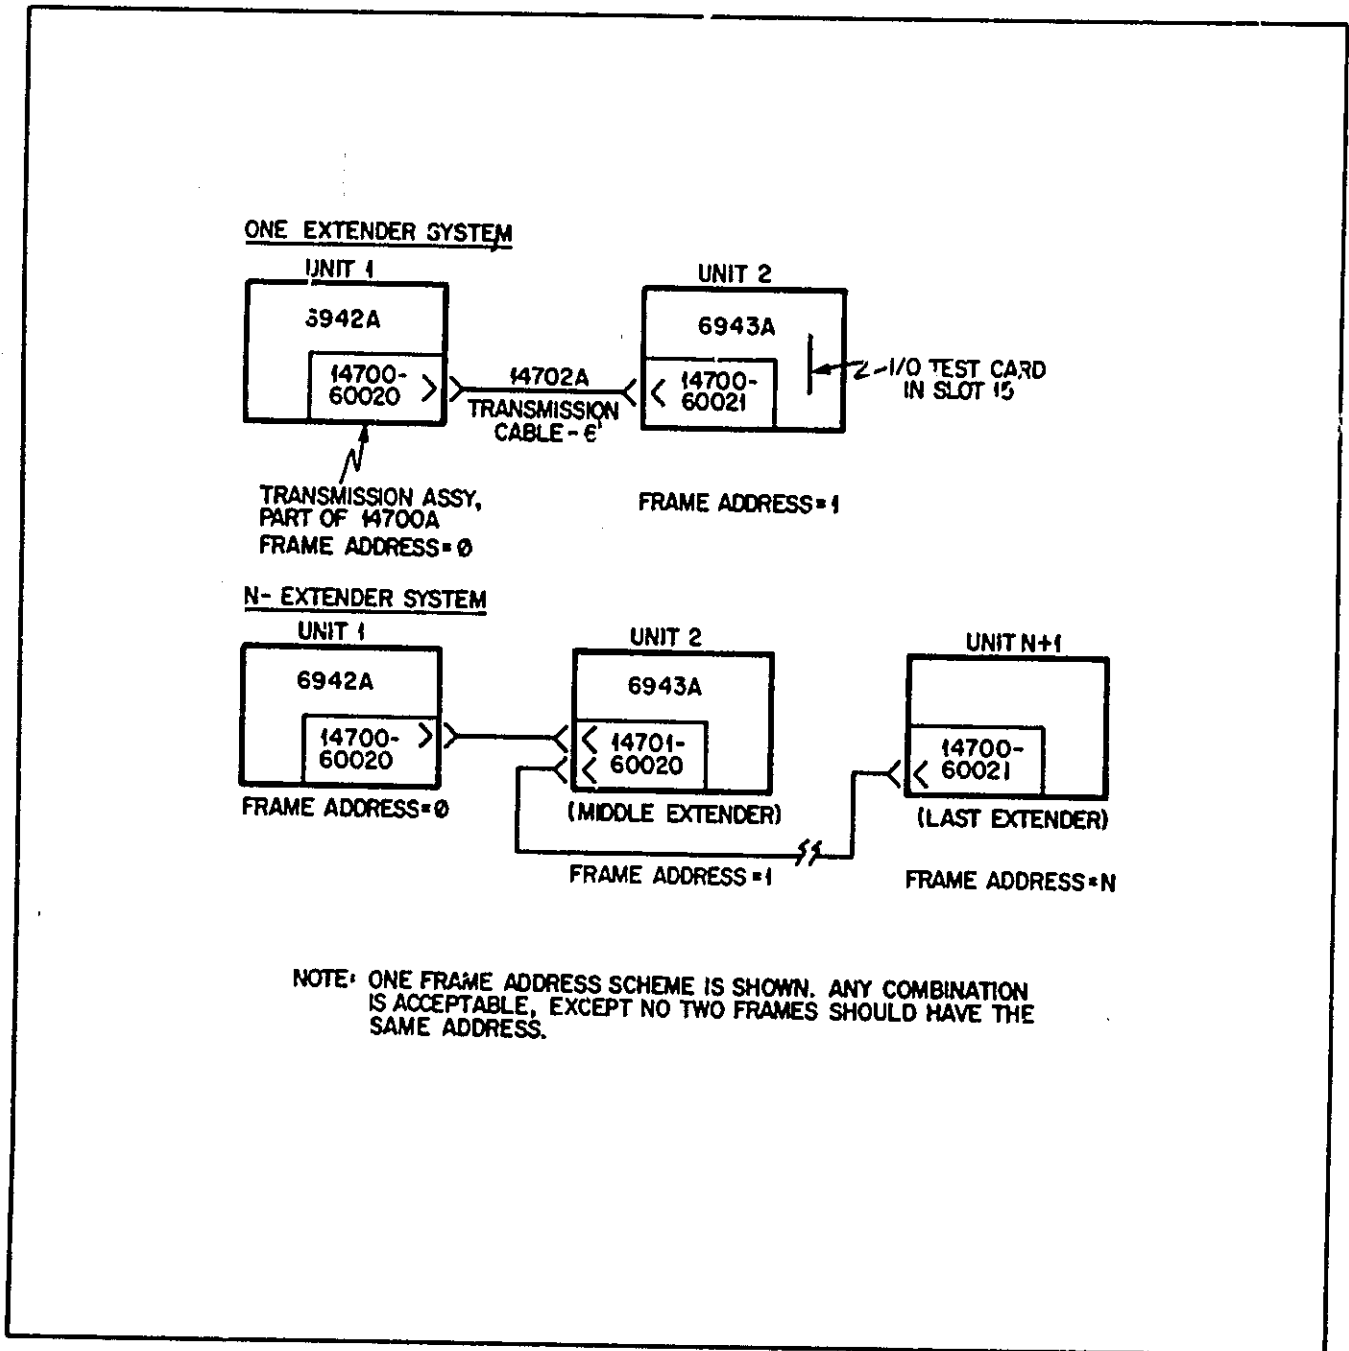 ONE EXTENDER SYSTEM
UNIT 1
6942A
14700-
60020
14702A
TRANSMISSION
CABLE - 6'
UNIT 2
6943A
14700-
60021
I/O TEST CARD
IN SLOT 15
TRANSMISSION ASSY,
PART OF 14700A
FRAME ADDRESS=Ø
FRAME ADDRESS=1
N- EXTENDER SYSTEM
UNIT 1
6942A
14700-
60020
FRAME ADDRESS=Ø
UNIT 2
6943A
14701-
60020
(MIDDLE EXTENDER)
FRAME ADDRESS=1
UNIT N+1
14700-
60021
(LAST EXTENDER)
FRAME ADDRESS=N
NOTE: ONE FRAME ADDRESS SCHEME IS SHOWN. ANY COMBINATION
IS ACCEPTABLE, EXCEPT NO TWO FRAMES SHOULD HAVE THE
SAME ADDRESS.